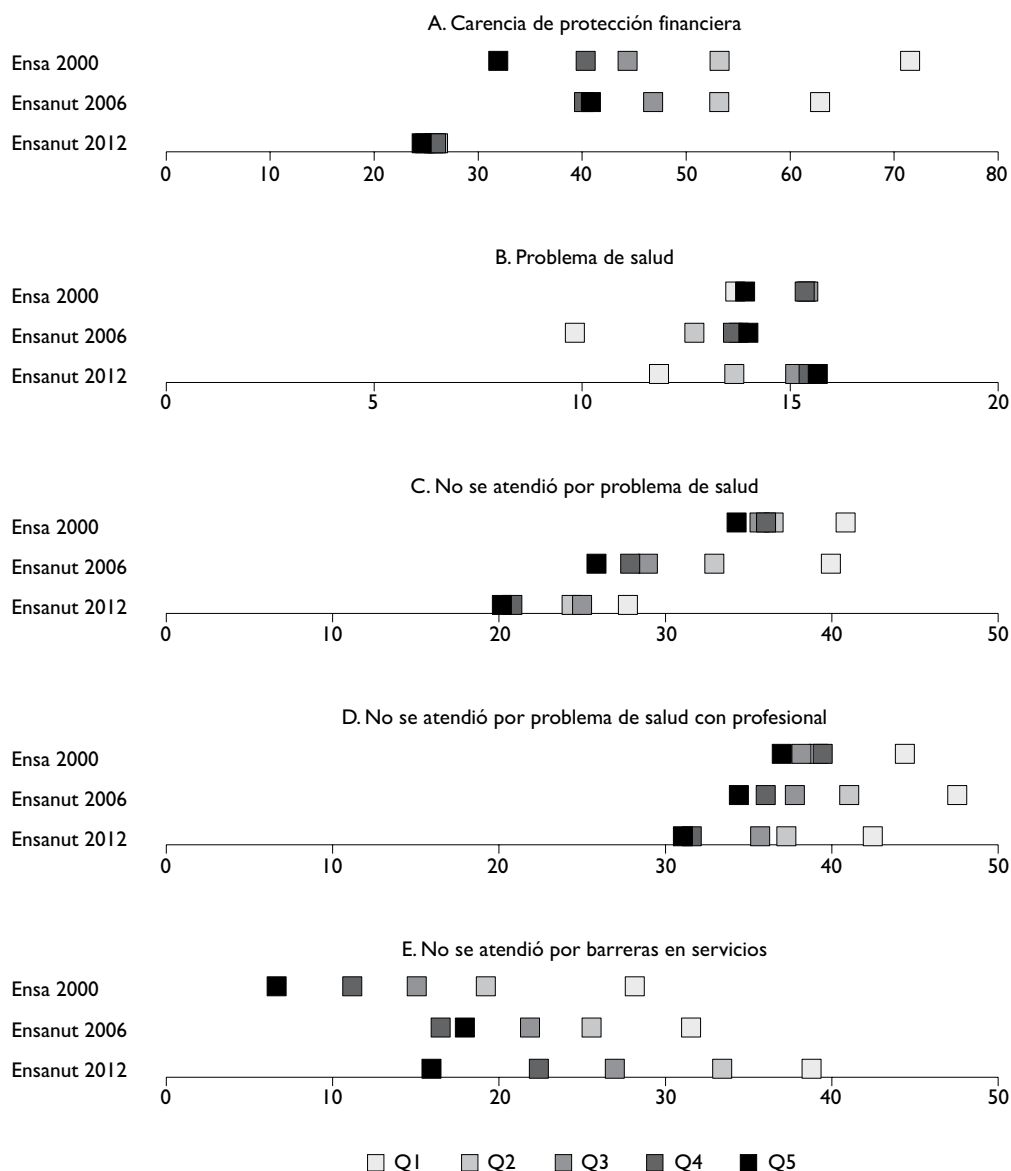 A. Carencia de protección financiera
Ensa 2000
Ensanut 2006
Ensanut 2012
0 10 20 30 40 50 60 70 80
B. Problema de salud
Ensa 2000
Ensanut 2006
Ensanut 2012
0 5 10 15 20
C. No se atendió por problema de salud
Ensa 2000
Ensanut 2006
Ensanut 2012
0 10 20 30 40 50
D. No se atendió por problema de salud con profesional
Ensa 2000
Ensanut 2006
Ensanut 2012
0 10 20 30 40 50
E. No se atendió por barreras en servicios
Ensa 2000
Ensanut 2006
Ensanut 2012
0 10 20 30 40 50
Q1 Q2 Q3 Q4 Q5